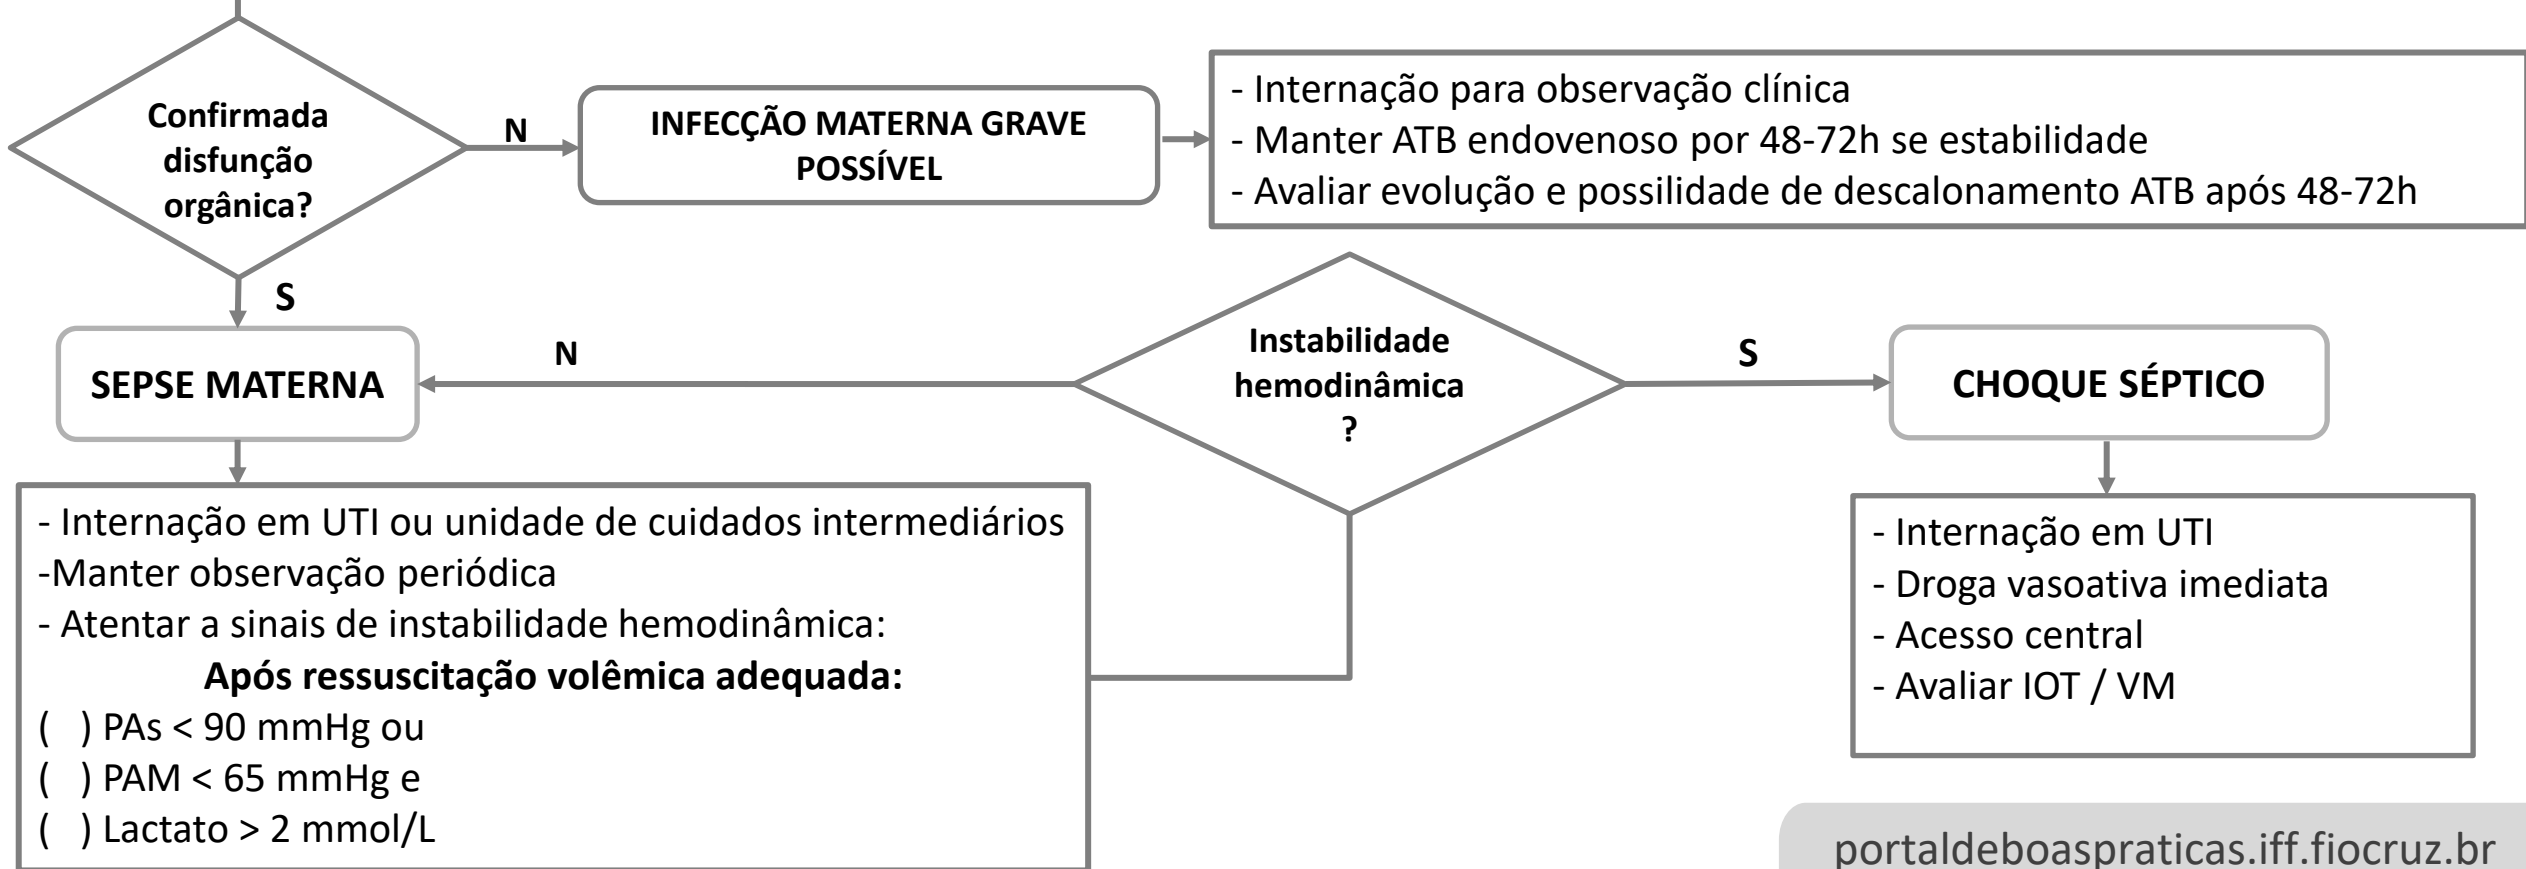 Confirmada
disfunção
orgânica?
N
INFECÇÃO MATERNA GRAVE
POSSÍVEL
- Internação para observação clínica
- Manter ATB endovenoso por 48-72h se estabilidade
- Avaliar evolução e possilidade de descalonamento ATB após 48-72h
S
SEPSE MATERNA
N
Instabilidade
hemodinâmica
?
S
CHOQUE SÉPTICO
- Internação em UTI ou unidade de cuidados intermediários
-Manter observação periódica
- Atentar a sinais de instabilidade hemodinâmica:
Após ressuscitação volêmica adequada:
( ) PAs < 90 mmHg ou
( ) PAM < 65 mmHg e
( ) Lactato > 2 mmol/L
- Internação em UTI
- Droga vasoativa imediata
- Acesso central
- Avaliar IOT / VM
portaldeboaspraticas.iff.fiocruz.br